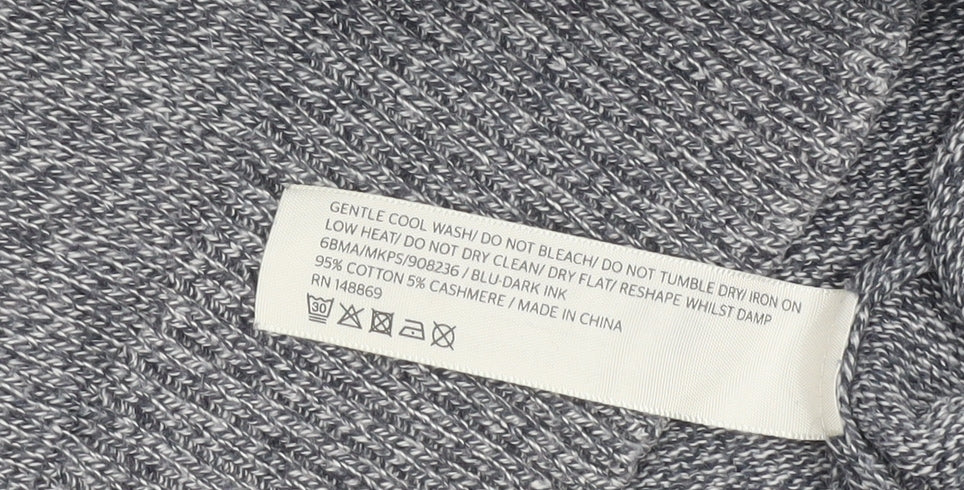 GENTLE COOL WASH/ DO NOT BLEACH/ DO NOT TUMBLE DRY/ IRON ON
LOW HEAT/ DO NOT DRY CLEAN/ DRY FLAT/ RESHAPE WHILST DAMP
6BMA/MKPS/908236 / BLU-DARK INK
95% COTTON 5% CASHMERE / MADE IN CHINA
RN 148869
30